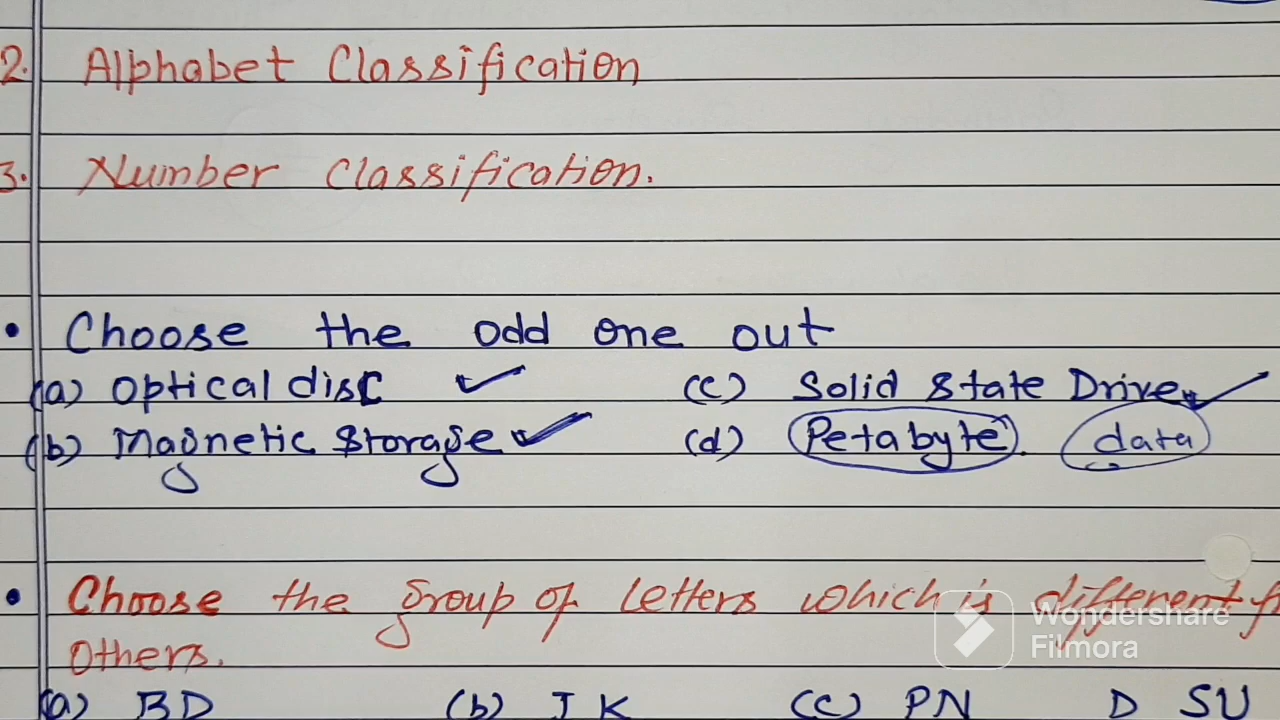 2. Alphabet Classification
3. Number Classification.
• Choose the odd one out
(a) Optical disc (c) Solid State Drive
(b) Magnetic Storage (d) Petabyte. data
• Choose the group of letters which is different
Others.
Wondershare
Filmora
(a) BD (b) JK (c) PN D SU